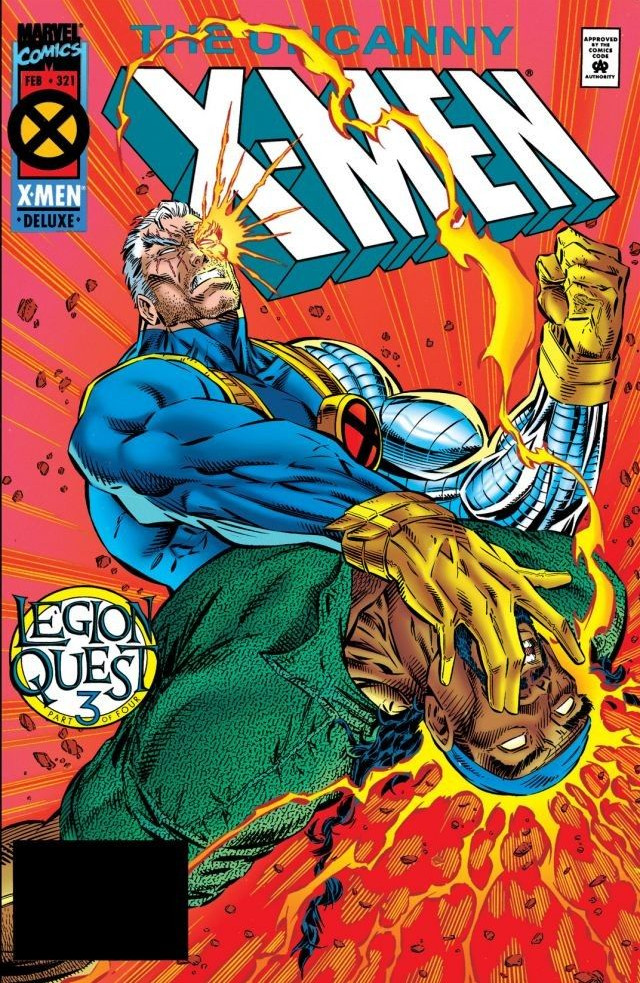 MARVEL
COMICS
FEB • 321
X-MEN®
• DELUXE •
THE UNCANNY
X-MEN®
APPROVED
BY THE
COMICS
CODE
AUTHORITY
LEGION
QUEST
3
PART OF FOUR